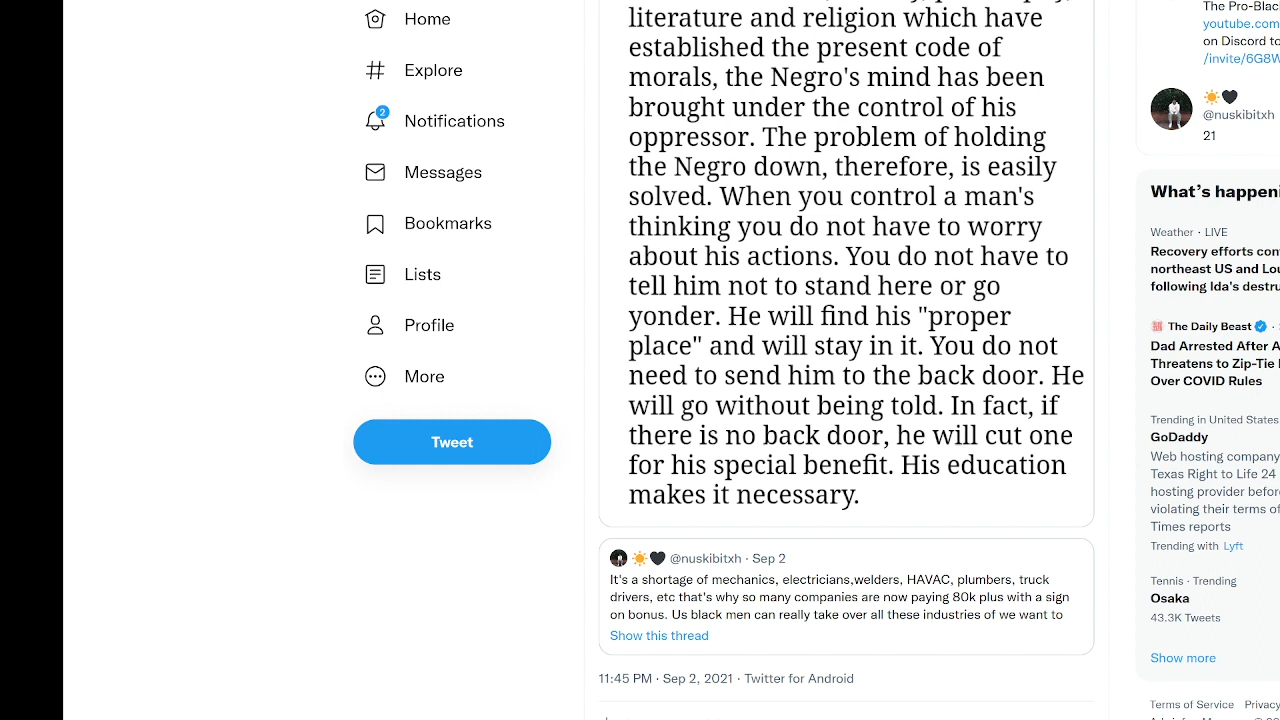 Home
Explore
2
Notifications
Messages
Bookmarks
Lists
Profile
More
Tweet
literature and religion which have
established the present code of
morals, the Negro's mind has been
brought under the control of his
oppressor. The problem of holding
the Negro down, therefore, is easily
solved. When you control a man's
thinking you do not have to worry
about his actions. You do not have to
tell him not to stand here or go
yonder. He will find his "proper
place" and will stay in it. You do not
need to send him to the back door. He
will go without being told. In fact, if
there is no back door, he will cut one
for his special benefit. His education
makes it necessary.
@nuskibitxh · Sep 2
It's a shortage of mechanics, electricians,welders, HAVAC, plumbers, truck
drivers, etc that's why so many companies are now paying 80k plus with a sign
on bonus. Us black men can really take over all these industries of we want to
Show this thread
11:45 PM · Sep 2, 2021 · Twitter for Android
The Pro-Blac
youtube.com
on Discord to
/invite/6G8W
@nuskibitxh
21
What's happeni
Weather · LIVE
Recovery efforts con
northeast US and Lou
following Ida's destru
The Daily Beast ·
Dad Arrested After A
Threatens to Zip-Tie
Over COVID Rules
Trending in United States
GoDaddy
Web hosting company
Texas Right to Life 24
hosting provider before
violating their terms of
Times reports
Trending with Lyft
Tennis · Trending
Osaka
43.3K Tweets
Show more
Terms of Service Privacy